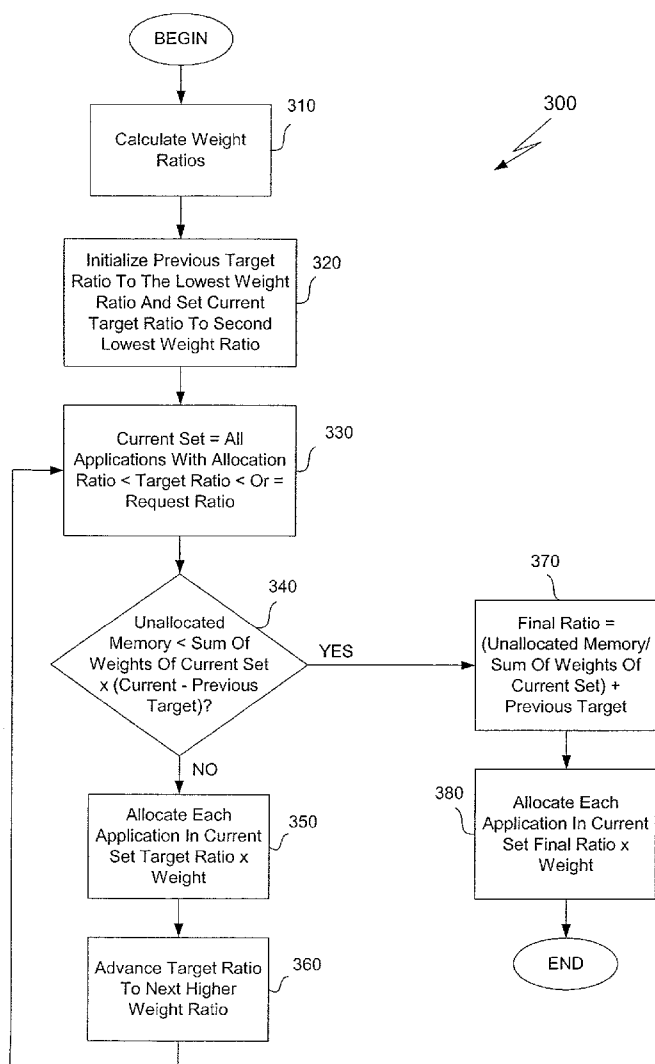 BEGIN
310
300
Calculate Weight
Ratios
320
Initialize Previous Target
Ratio To The Lowest Weight
Ratio And Set Current
Target Ratio To Second
Lowest Weight Ratio
330
Current Set = All
Applications With Allocation
Ratio < Target Ratio < Or =
Request Ratio
340
Unallocated
Memory < Sum Of
Weights Of Current Set
x (Current - Previous
Target)?
YES
NO
370
Final Ratio =
(Unallocated Memory/
Sum Of Weights Of
Current Set) +
Previous Target
350
Allocate Each
Application In Current
Set Target Ratio x
Weight
380
Allocate Each
Application In Current
Set Final Ratio x
Weight
360
Advance Target Ratio
To Next Higher
Weight Ratio
END